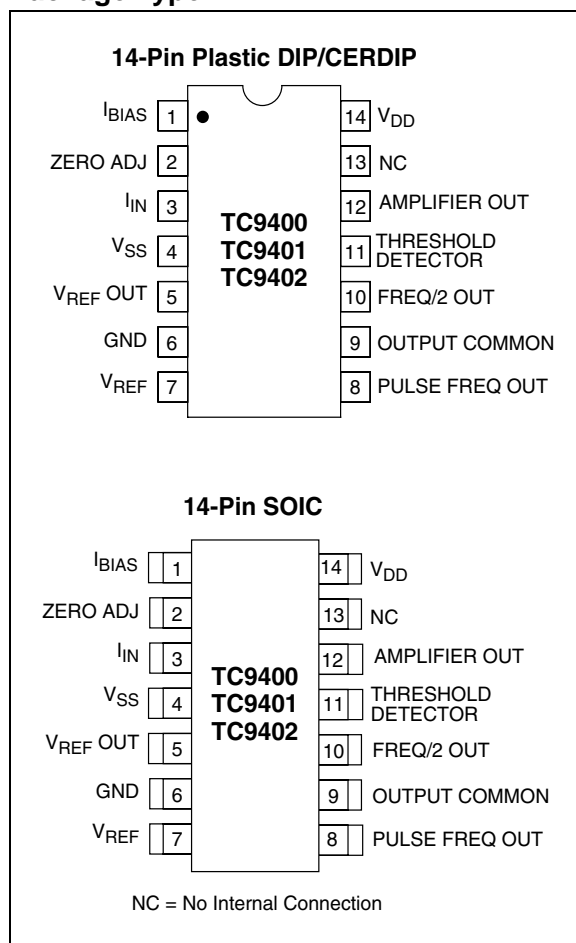 14-Pin Plastic DIP/CERDIP
IBIAS 1 14 VDD
ZERO ADJ 2 13 NC
IIN 3 12 AMPLIFIER OUT
TC9400
VSS 4 11 THRESHOLD
DETECTOR
TC9401
TC9402
VREF OUT 5 10 FREQ/2 OUT
GND 6 9 OUTPUT COMMON
VREF 7 8 PULSE FREQ OUT
14-Pin SOIC
IBIAS 1 14 VDD
ZERO ADJ 2 13 NC
IIN 3 12 AMPLIFIER OUT
TC9400
VSS 4 11 THRESHOLD
DETECTOR
TC9401
TC9402
VREF OUT 5 10 FREQ/2 OUT
GND 6 9 OUTPUT COMMON
VREF 7 8 PULSE FREQ OUT
NC = No Internal Connection